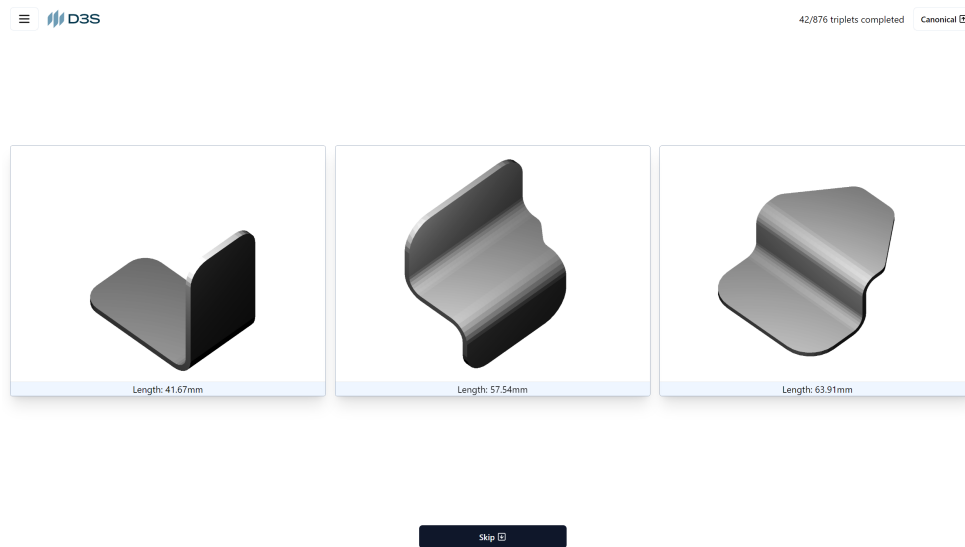 D3S
42/876 triplets completed
Canonical
Length: 41.67mm
Length: 57.54mm
Length: 63.91mm
Skip